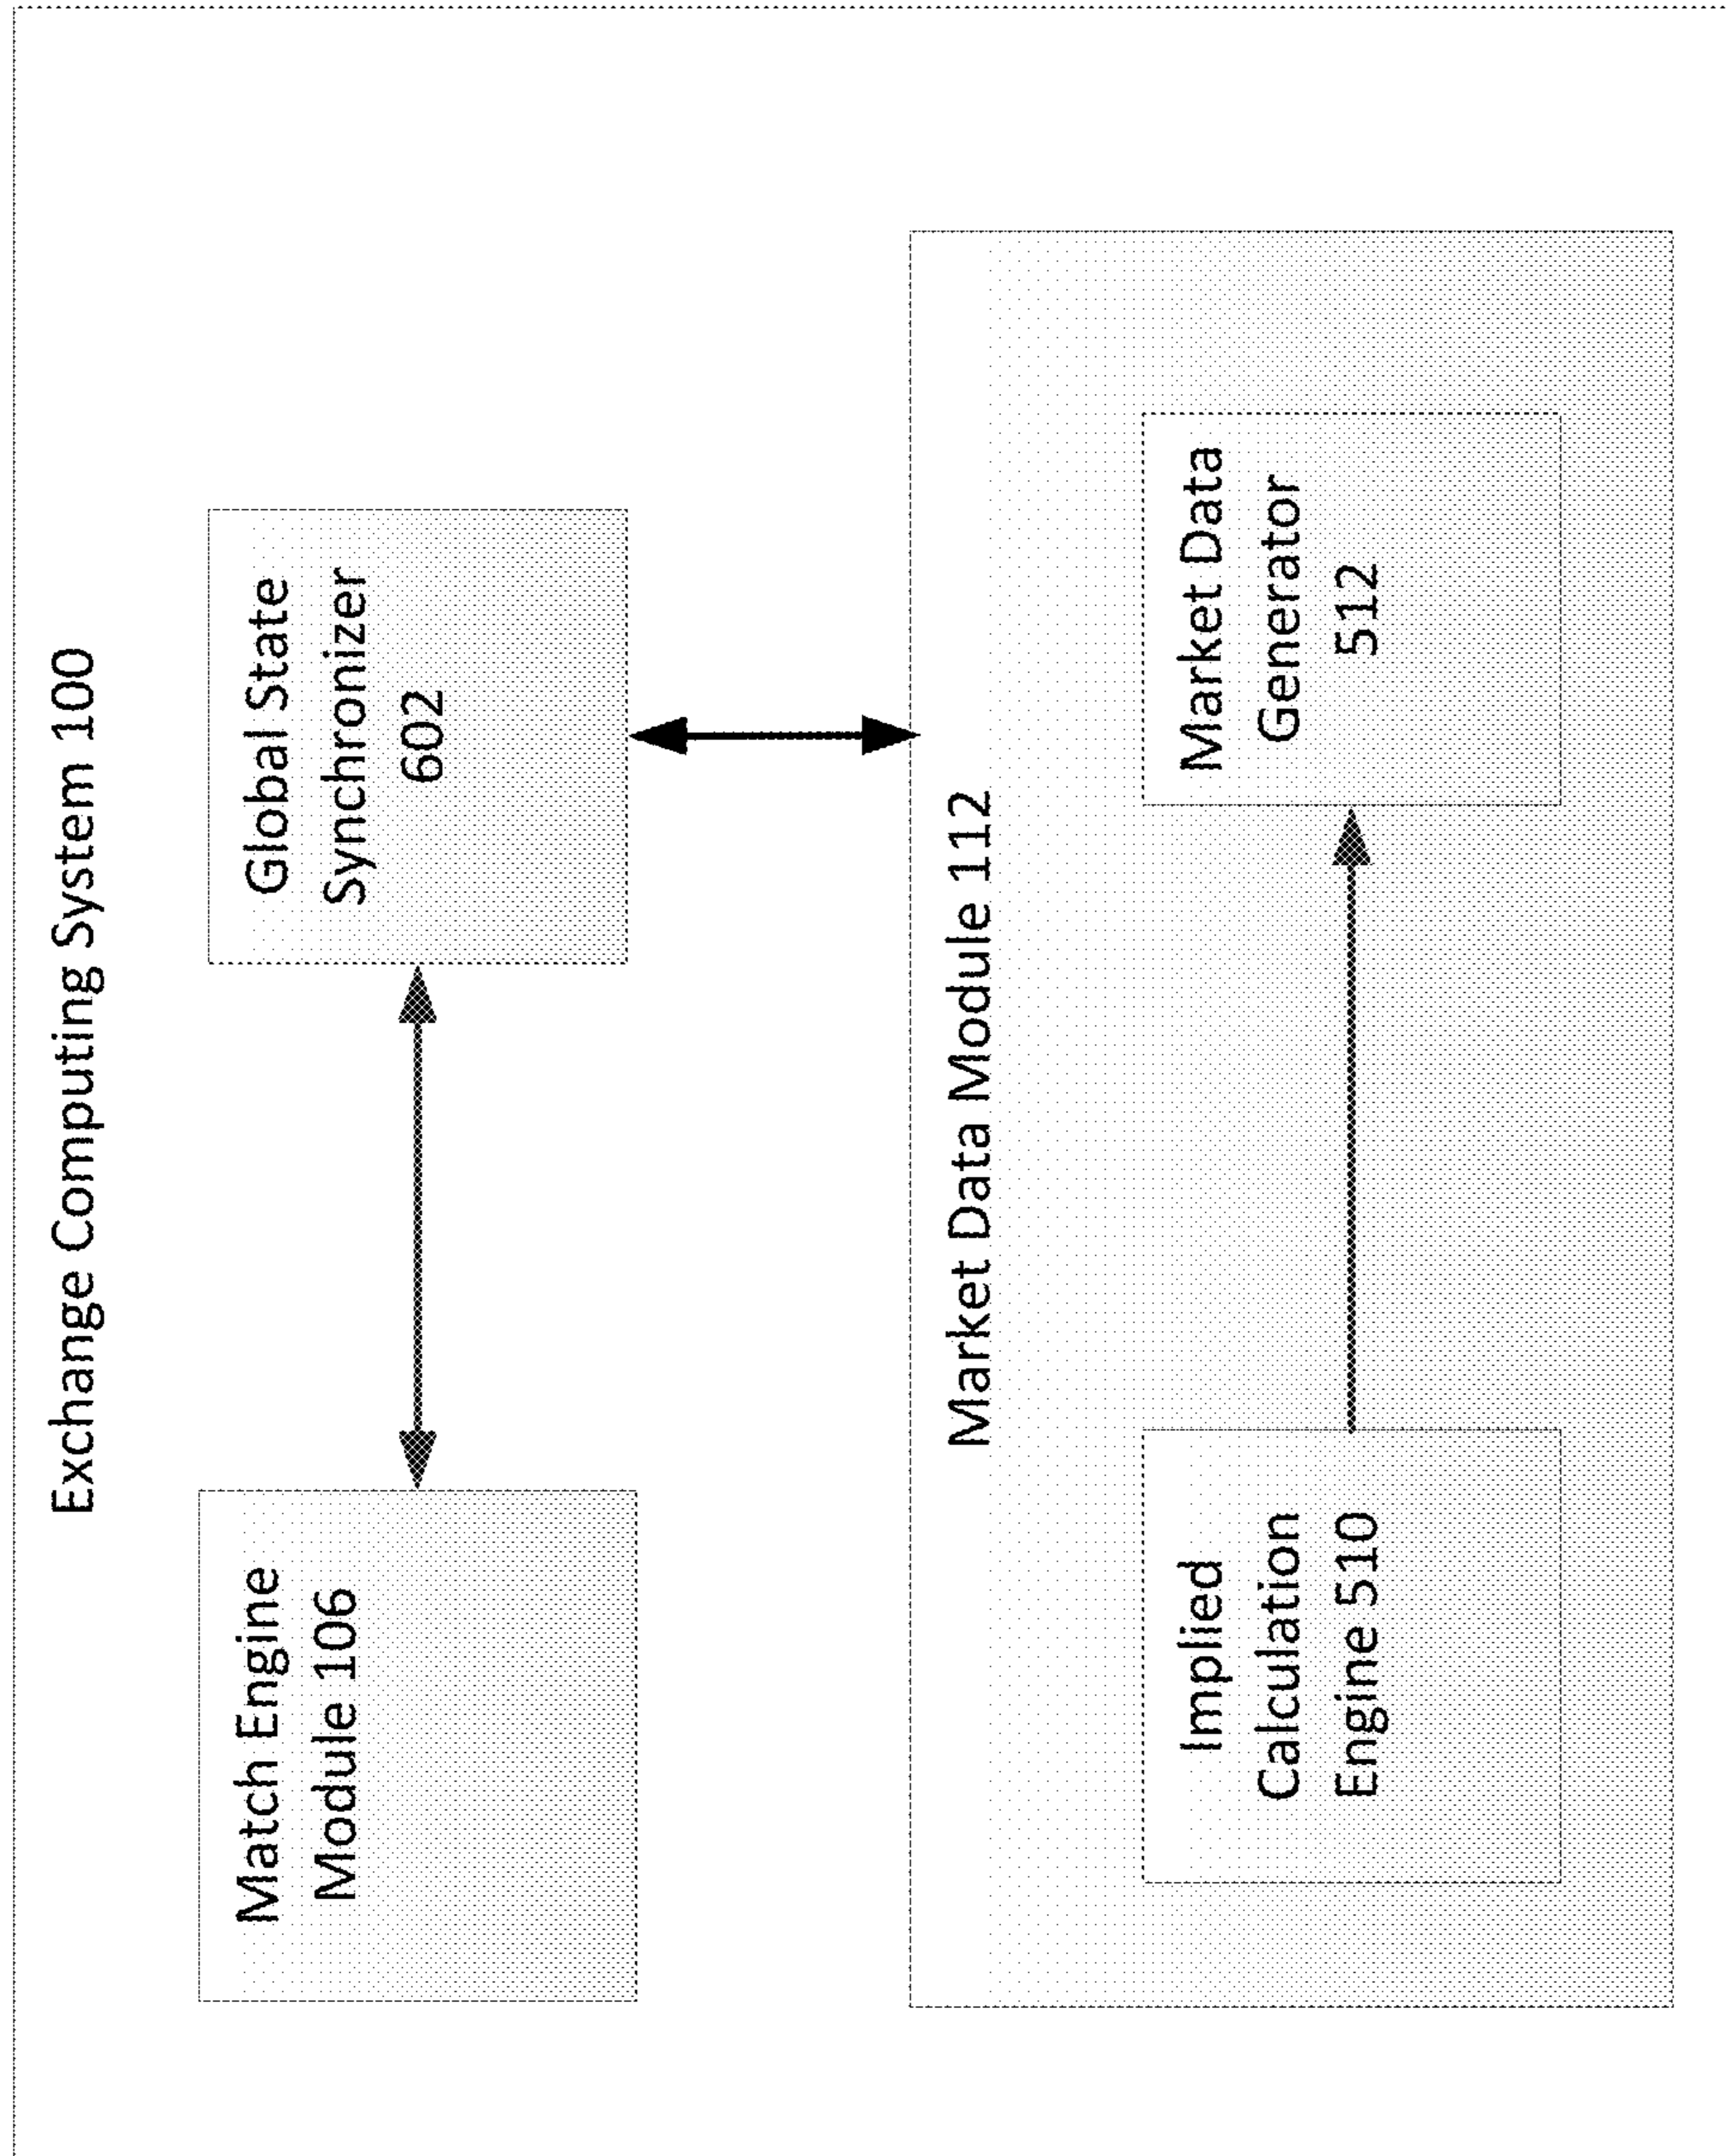 Exchange Computing System 100
Match Engine
Module 106
Global State
Synchronizer
602
Market Data Module 112
Implied
Calculation
Engine 510
Market Data
Generator
512